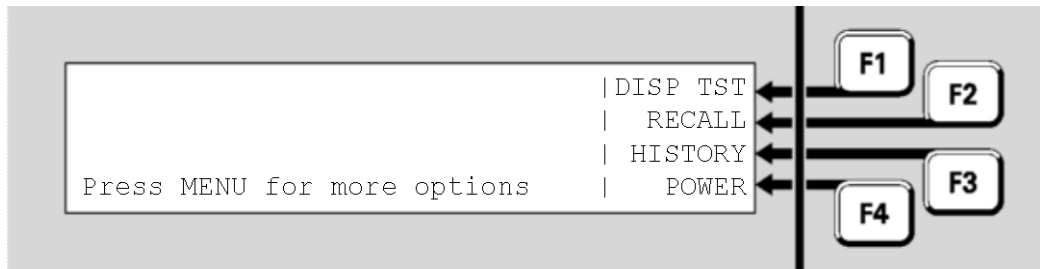 |DISP TST
| RECALL
| HISTORY
Press MENU for more options | POWER
F1
F2
F3
F4